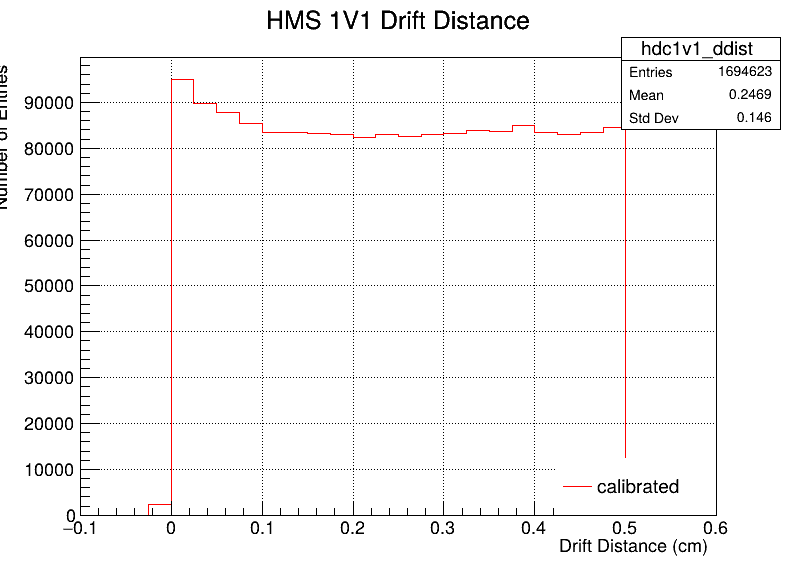 HMS 1V1 Drift Distance
hdc1v1_ddist
Entries 1694623
Mean 0.2469
Std Dev 0.146
Number of Entries
90000
80000
70000
60000
50000
40000
30000
20000
10000
0
calibrated
−0.1 0 0.1 0.2 0.3 0.4 0.5 0.6
Drift Distance (cm)